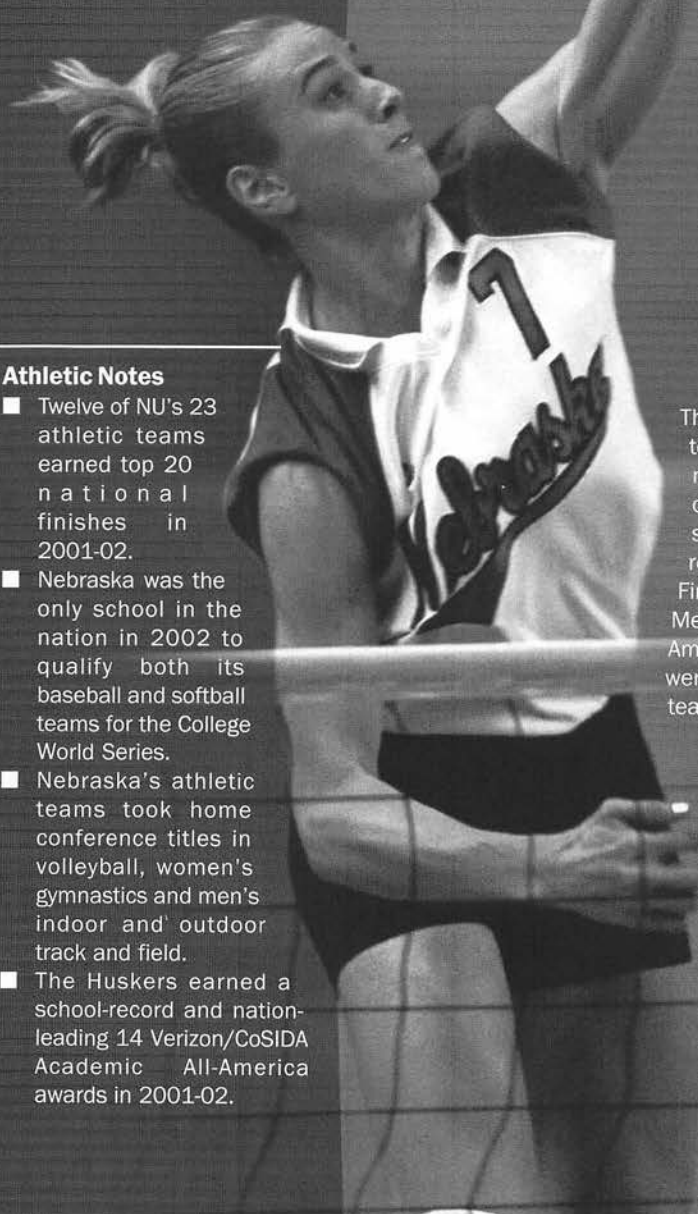 7
Nebraska
Athletic Notes
■ Twelve of NU's 23
athletic teams
earned top 20
national
finishes in
2001-02.
■ Nebraska was the
only school in the
nation in 2002 to
qualify both its
baseball and softball
teams for the College
World Series.
■ Nebraska's athletic
teams took home
conference titles in
volleyball, women's
gymnastics and men's
indoor and outdoor
track and field.
■ The Huskers earned a
school-record and nation-
leading 14 Verizon/CoSIDA
Academic All-America
awards in 2001-02.